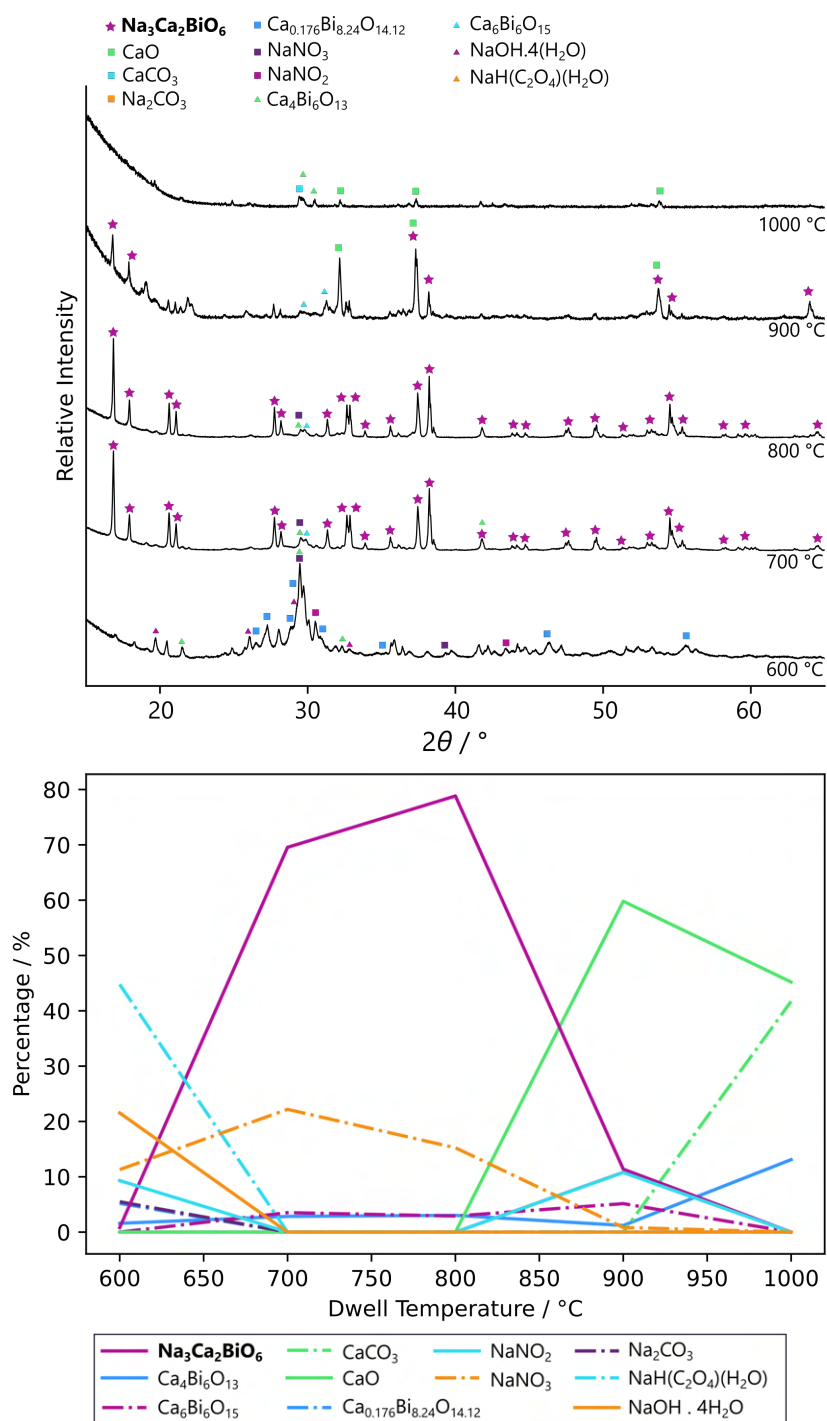 Na₃Ca₂BiO₆ Ca₀.₁₇₆Bi₈.₂₄O₁₄.₁₂ Ca₆Bi₆O₁₅
CaO NaNO₃ NaOH.4(H₂O)
CaCO₃ NaNO₂ NaH(C₂O₄)(H₂O)
Na₂CO₃ Ca₄Bi₆O₁₃
Relative Intensity
1000 °C
900 °C
800 °C
700 °C
600 °C
20 30 40 50 60
2θ / °
Percentage / %
80
70
60
50
40
30
20
10
0
600 650 700 750 800 850 900 950 1000
Dwell Temperature / °C
Na₃Ca₂BiO₆ CaCO₃ NaNO₂ Na₂CO₃
Ca₄Bi₆O₁₃ CaO NaNO₃ NaH(C₂O₄)(H₂O)
Ca₆Bi₆O₁₅ Ca₀.₁₇₆Bi₈.₂₄O₁₄.₁₂ NaOH . 4H₂O